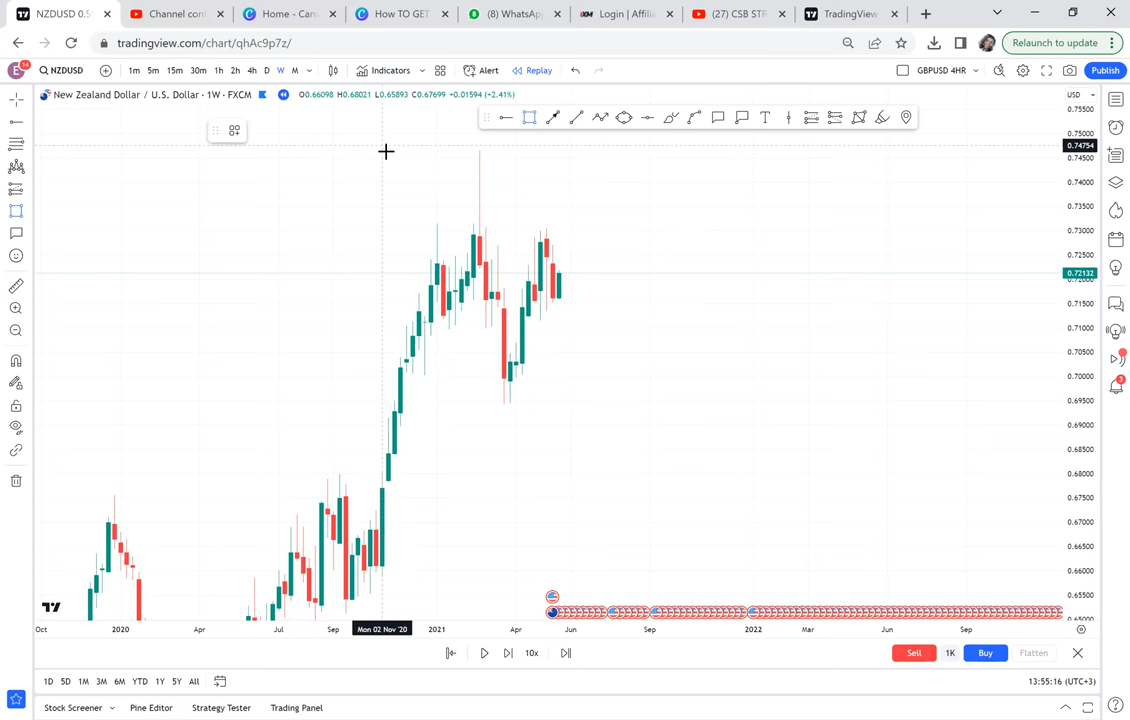 NZDUSD 0.5
Channel con
Home - Can
How TO GET
(8) WhatsAp
XM Login | Affilia
(27) CSB STR
TradingView
tradingview.com/chart/qhAc9p7z/
Relaunch to update
E 14 NZDUSD 1m 5m 15m 30m 1h 2h 4h D W M Indicators Alert Replay GBPUSD 4HR Publish
New Zealand Dollar / U.S. Dollar · 1W · FXCM O0.66098 H0.68021 L0.65893 C0.67699 +0.01594 (+2.41%) USD
0.75500
0.75000
0.74754
0.74500
0.74000
0.73500
0.73000
0.72500
0.72132
0.72000
0.71500
0.71000
0.70500
0.70000
0.69500
0.69000
0.68500
0.68000
0.67500
0.67000
0.66500
0.66000
0.65500
0.65000
3
Oct 2020 Apr Jul Sep Mon 02 Nov '20 2021 Apr Jun Sep 2022 Mar Jun Sep
10x Sell 1K Buy Flatten
1D 5D 1M 3M 6M YTD 1Y 5Y All 13:55:16 (UTC+3)
Stock Screener Pine Editor Strategy Tester Trading Panel